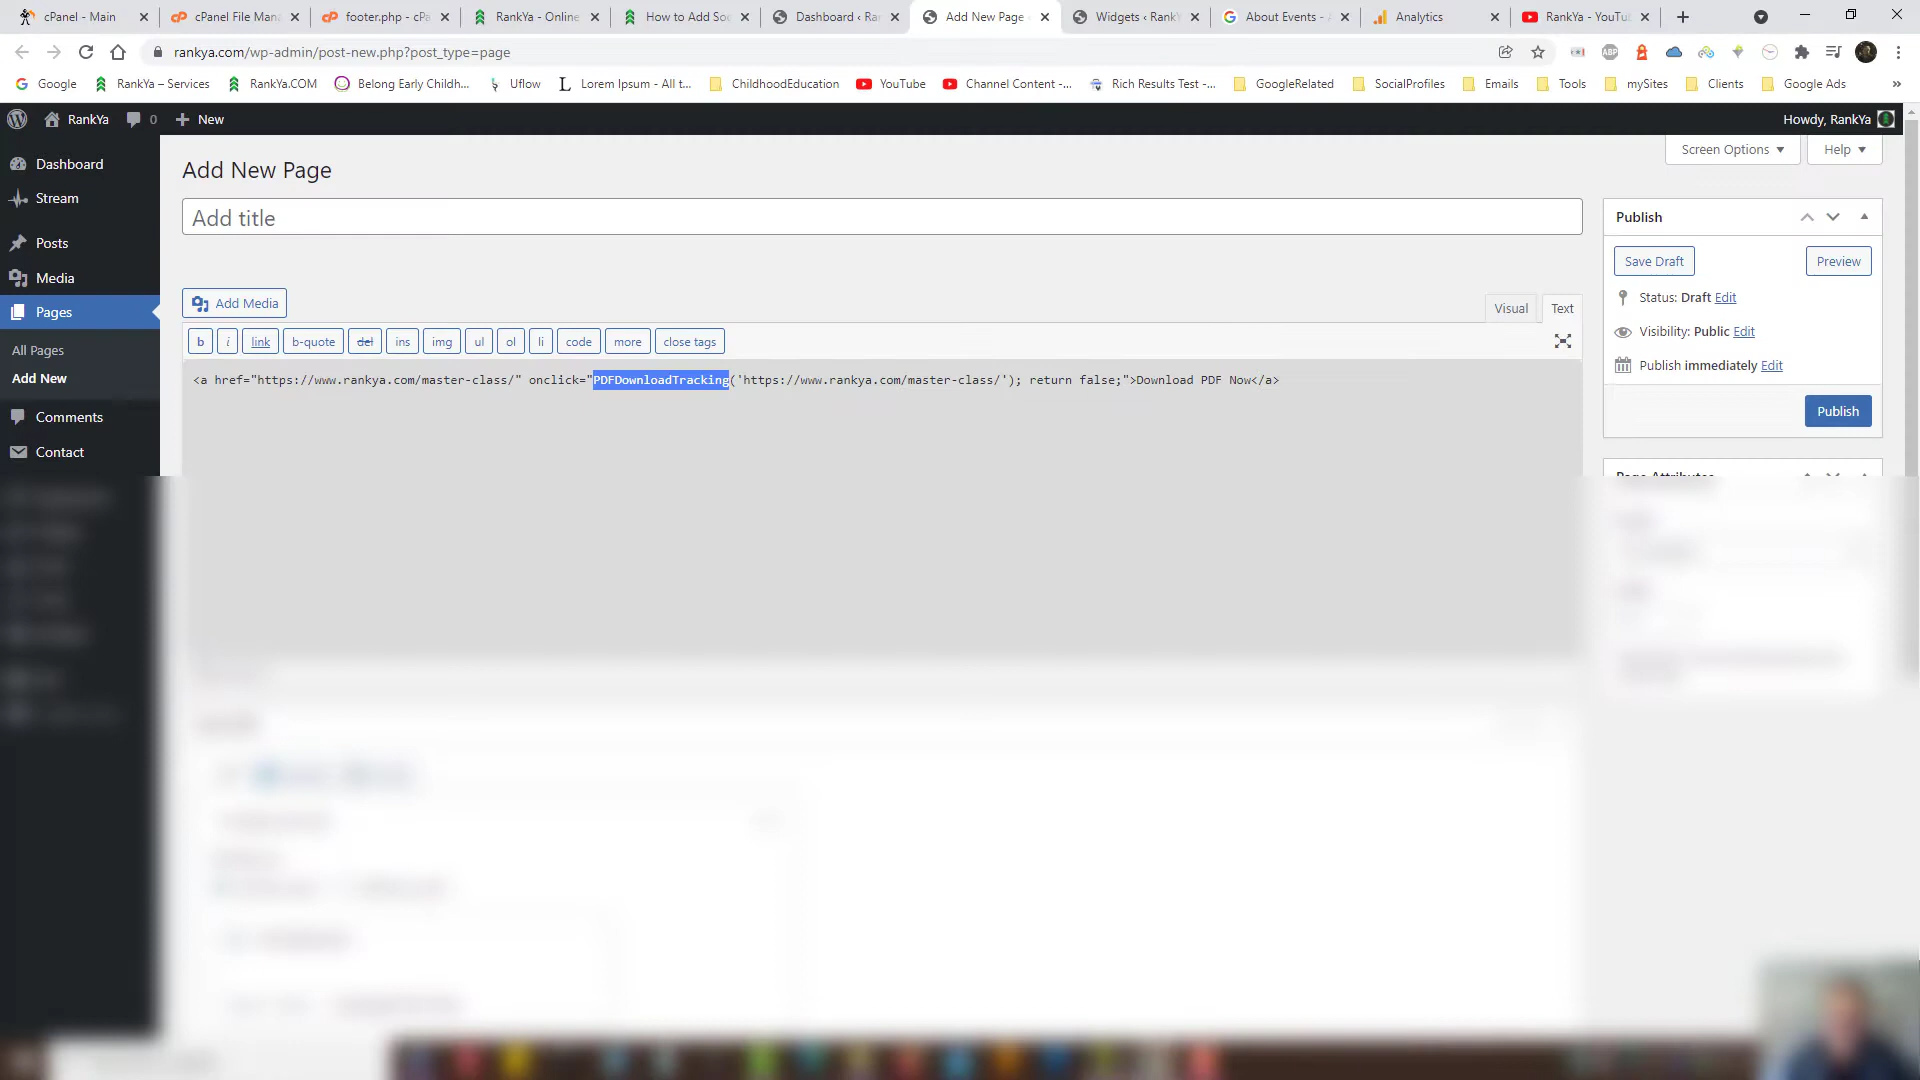 cPanel - Main
cPanel File Man
footer.php - cPa
RankYa - Online
How to Add Soc
Dashboard ‹ Ra
Add New Page
Widgets ‹ RankY
About Events - A
Analytics
RankYa - YouTu
rankya.com/wp-admin/post-new.php?post_type=page
ABP
Google
RankYa – Services
RankYa.COM
Belong Early Childh...
Uflow
Lorem Ipsum - All t...
ChildhoodEducation
YouTube
Channel Content -...
Rich Results Test -...
GoogleRelated
SocialProfiles
Emails
Tools
mySites
Clients
Google Ads
»
RankYa
0
New
Howdy, RankYa
Dashboard
Stream
Posts
Media
Pages
All Pages
Add New
Comments
Contact
Screen Options
Help
Add New Page
Add title
Add Media
Visual
Text
b
i
link
b-quote
del
ins
img
ul
ol
li
code
more
close tags
<a href="https://www.rankya.com/master-class/" onclick="PDFDownloadTracking('https://www.rankya.com/master-class/'); return false;">Download PDF Now</a>
Publish
Save Draft
Preview
Status: Draft Edit
Visibility: Public Edit
Publish immediately Edit
Publish